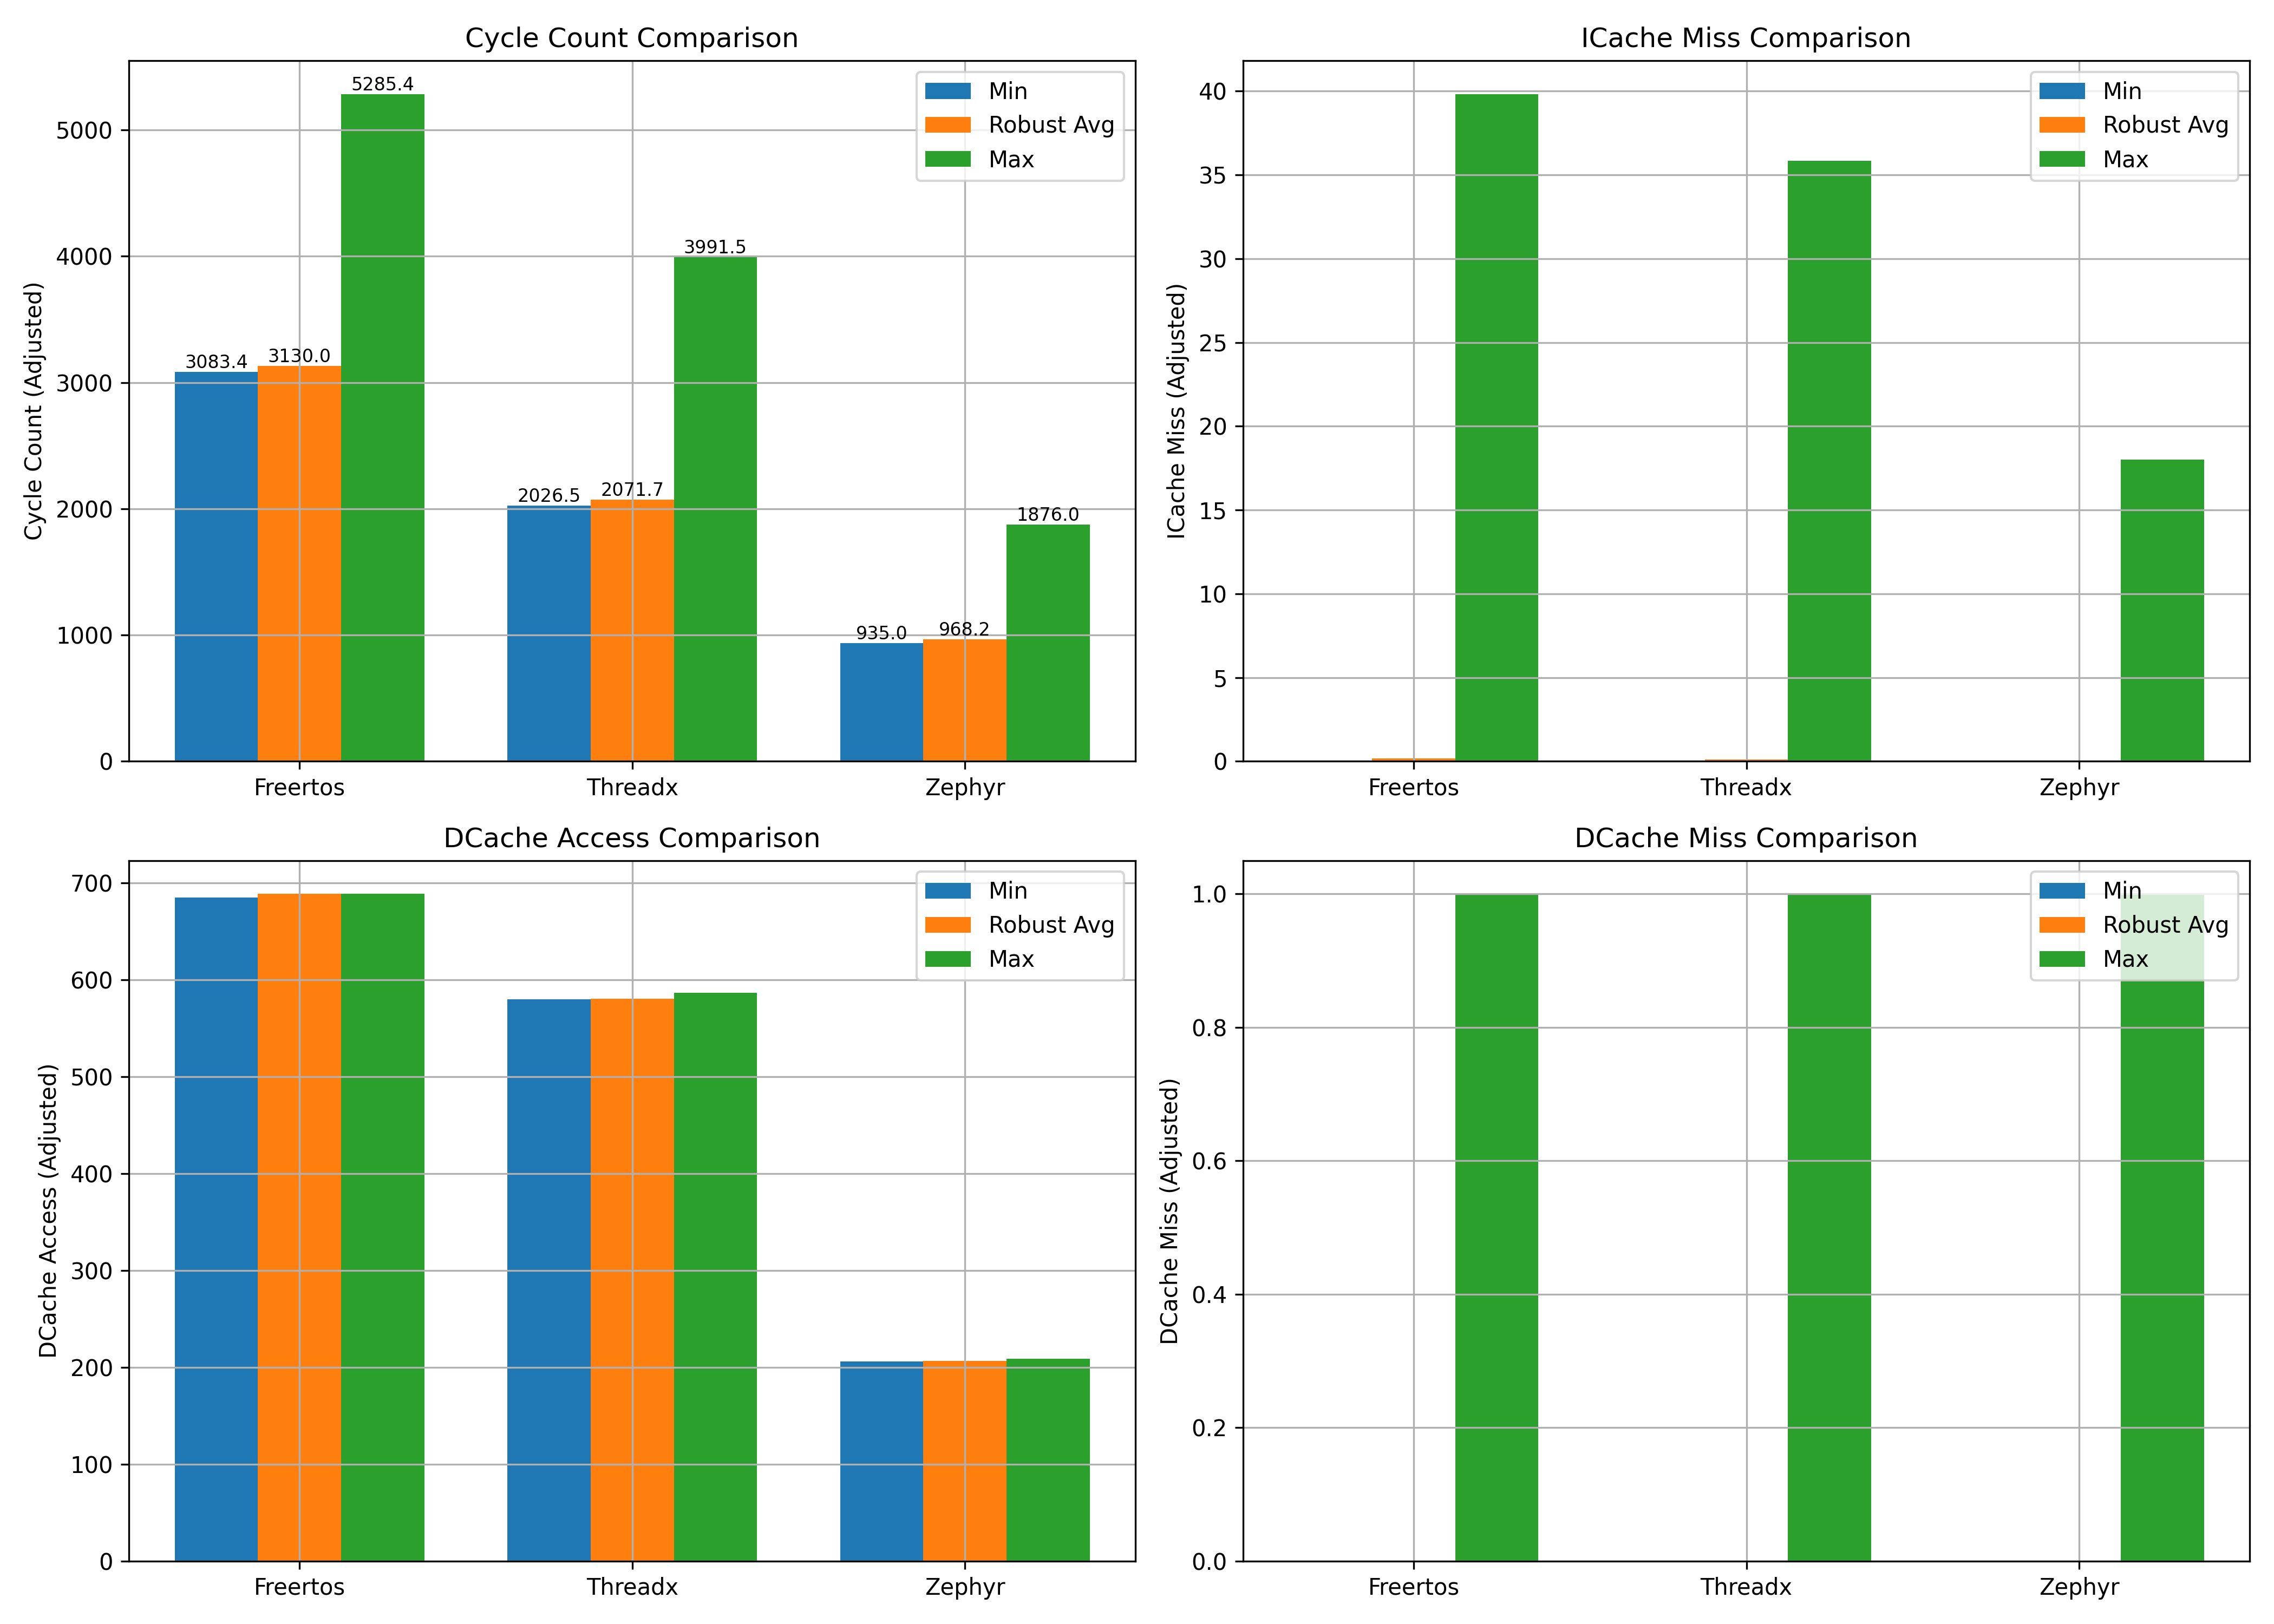 Cycle Count Comparison
Cycle Count (Adjusted)
5000
4000
3000
2000
1000
0
3083.4
3130.0
5285.4
2026.5
2071.7
3991.5
935.0
968.2
1876.0
Min
Robust Avg
Max
Freertos
Threadx
Zephyr
ICache Miss Comparison
ICache Miss (Adjusted)
40
35
30
25
20
15
10
5
0
Min
Robust Avg
Max
Freertos
Threadx
Zephyr
DCache Access Comparison
DCache Access (Adjusted)
700
600
500
400
300
200
100
0
Min
Robust Avg
Max
Freertos
Threadx
Zephyr
DCache Miss Comparison
DCache Miss (Adjusted)
1.0
0.8
0.6
0.4
0.2
0.0
Min
Robust Avg
Max
Freertos
Threadx
Zephyr